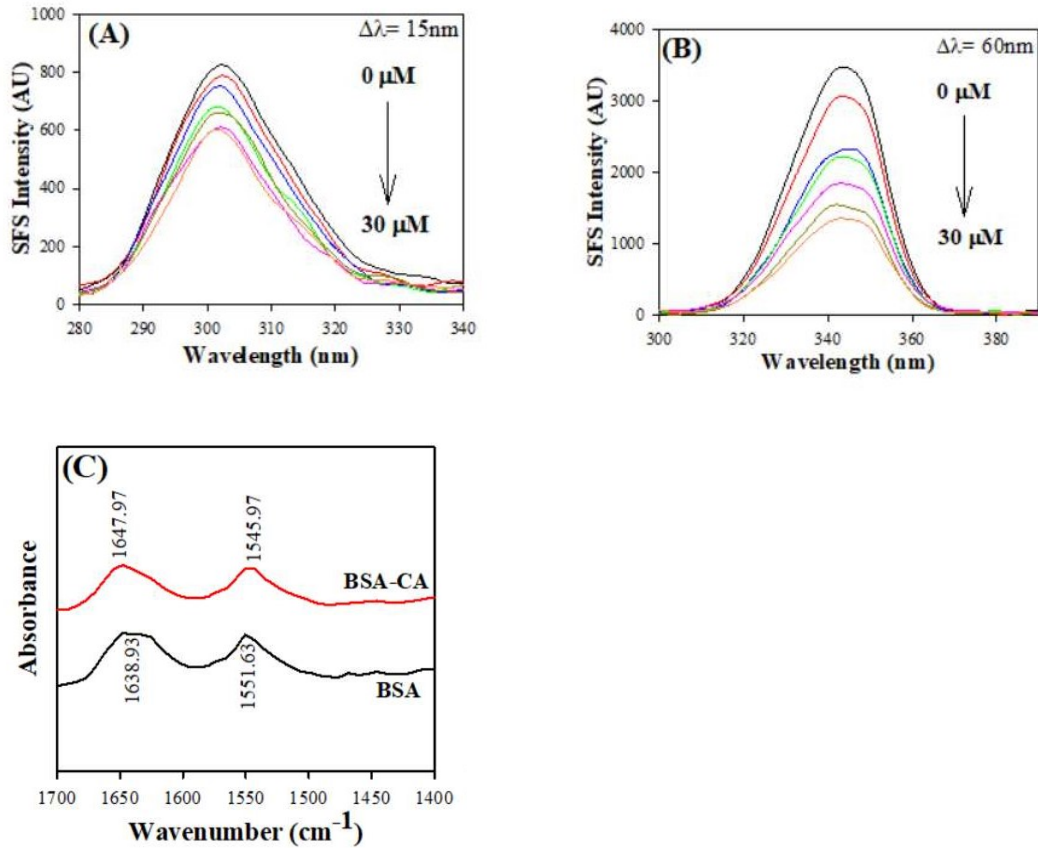 (A)
Δλ= 15nm
0 µM
30 µM
SFS Intensity (AU)
1000
800
600
400
200
0
280 290 300 310 320 330 340
Wavelength (nm)
(B)
Δλ= 60nm
0 µM
30 µM
SFS Intensity (AU)
4000
3000
2000
1000
0
300 320 340 360 380
Wavelength (nm)
(C)
1647.97
1545.97
BSA-CA
1638.93
1551.63
BSA
Absorbance
1700 1650 1600 1550 1500 1450 1400
Wavenumber (cm⁻¹)